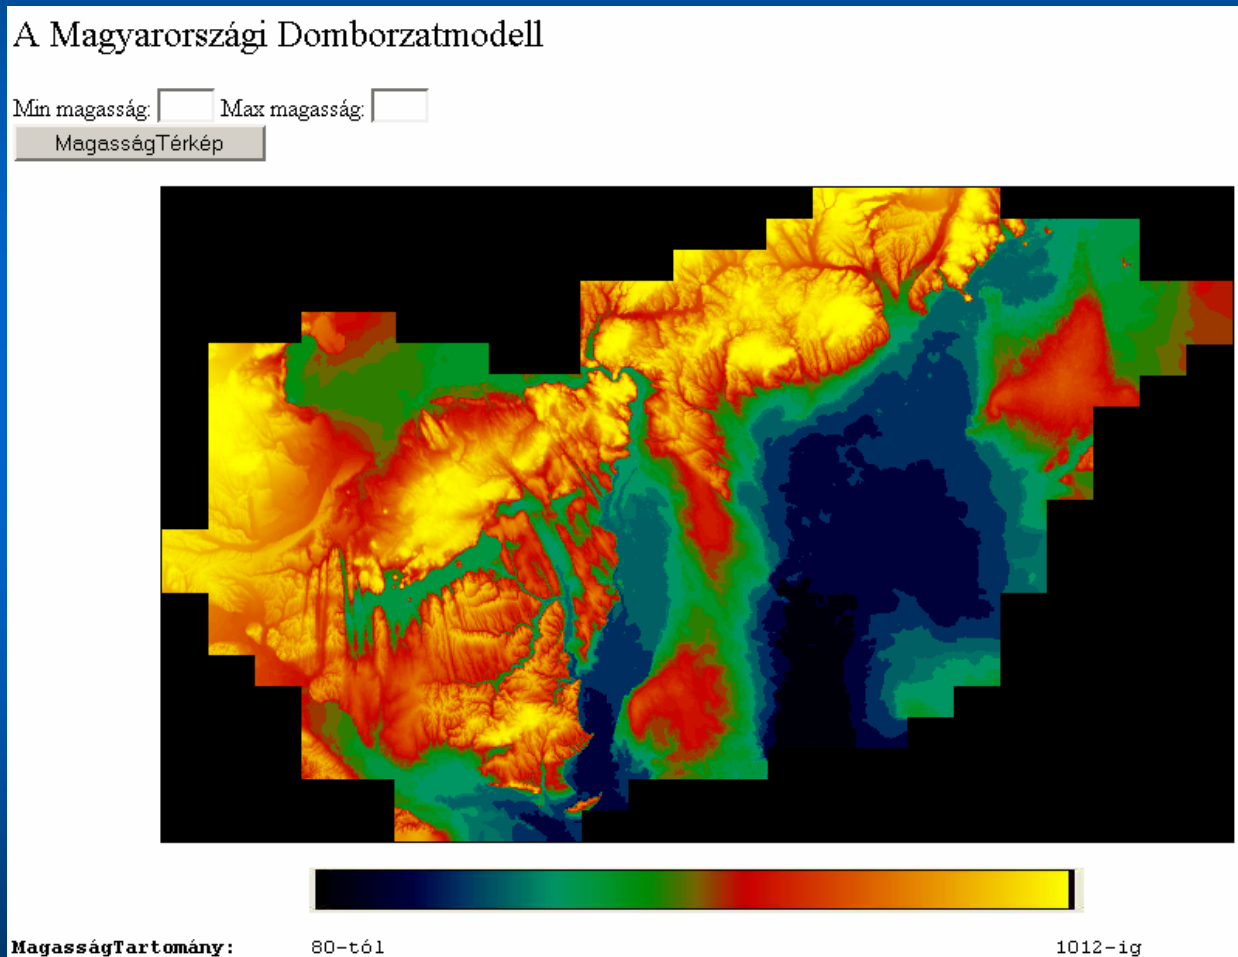 A Magyarországi Domborzatmodell
Min magasság: Max magasság:
MagasságTérkép
MagasságTartomány: 80-tól 1012-ig